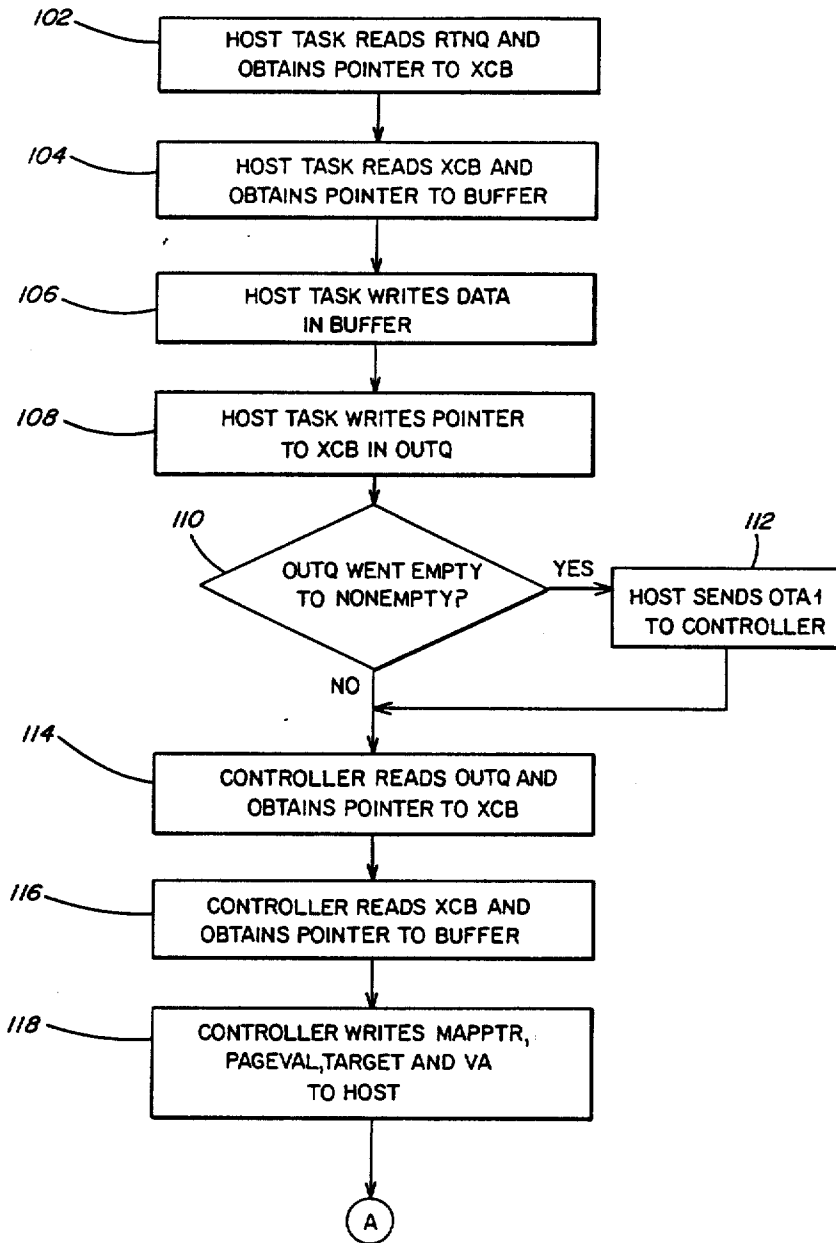 102
HOST TASK READS RTNQ AND
OBTAINS POINTER TO XCB
104
HOST TASK READS XCB AND
OBTAINS POINTER TO BUFFER
106
HOST TASK WRITES DATA
IN BUFFER
108
HOST TASK WRITES POINTER
TO XCB IN OUTQ
110
OUTQ WENT EMPTY
TO NONEMPTY?
YES
112
HOST SENDS OTA1
TO CONTROLLER
NO
114
CONTROLLER READS OUTQ AND
OBTAINS POINTER TO XCB
116
CONTROLLER READS XCB AND
OBTAINS POINTER TO BUFFER
118
CONTROLLER WRITES MAPPTR,
PAGEVAL,TARGET AND VA
TO HOST
A